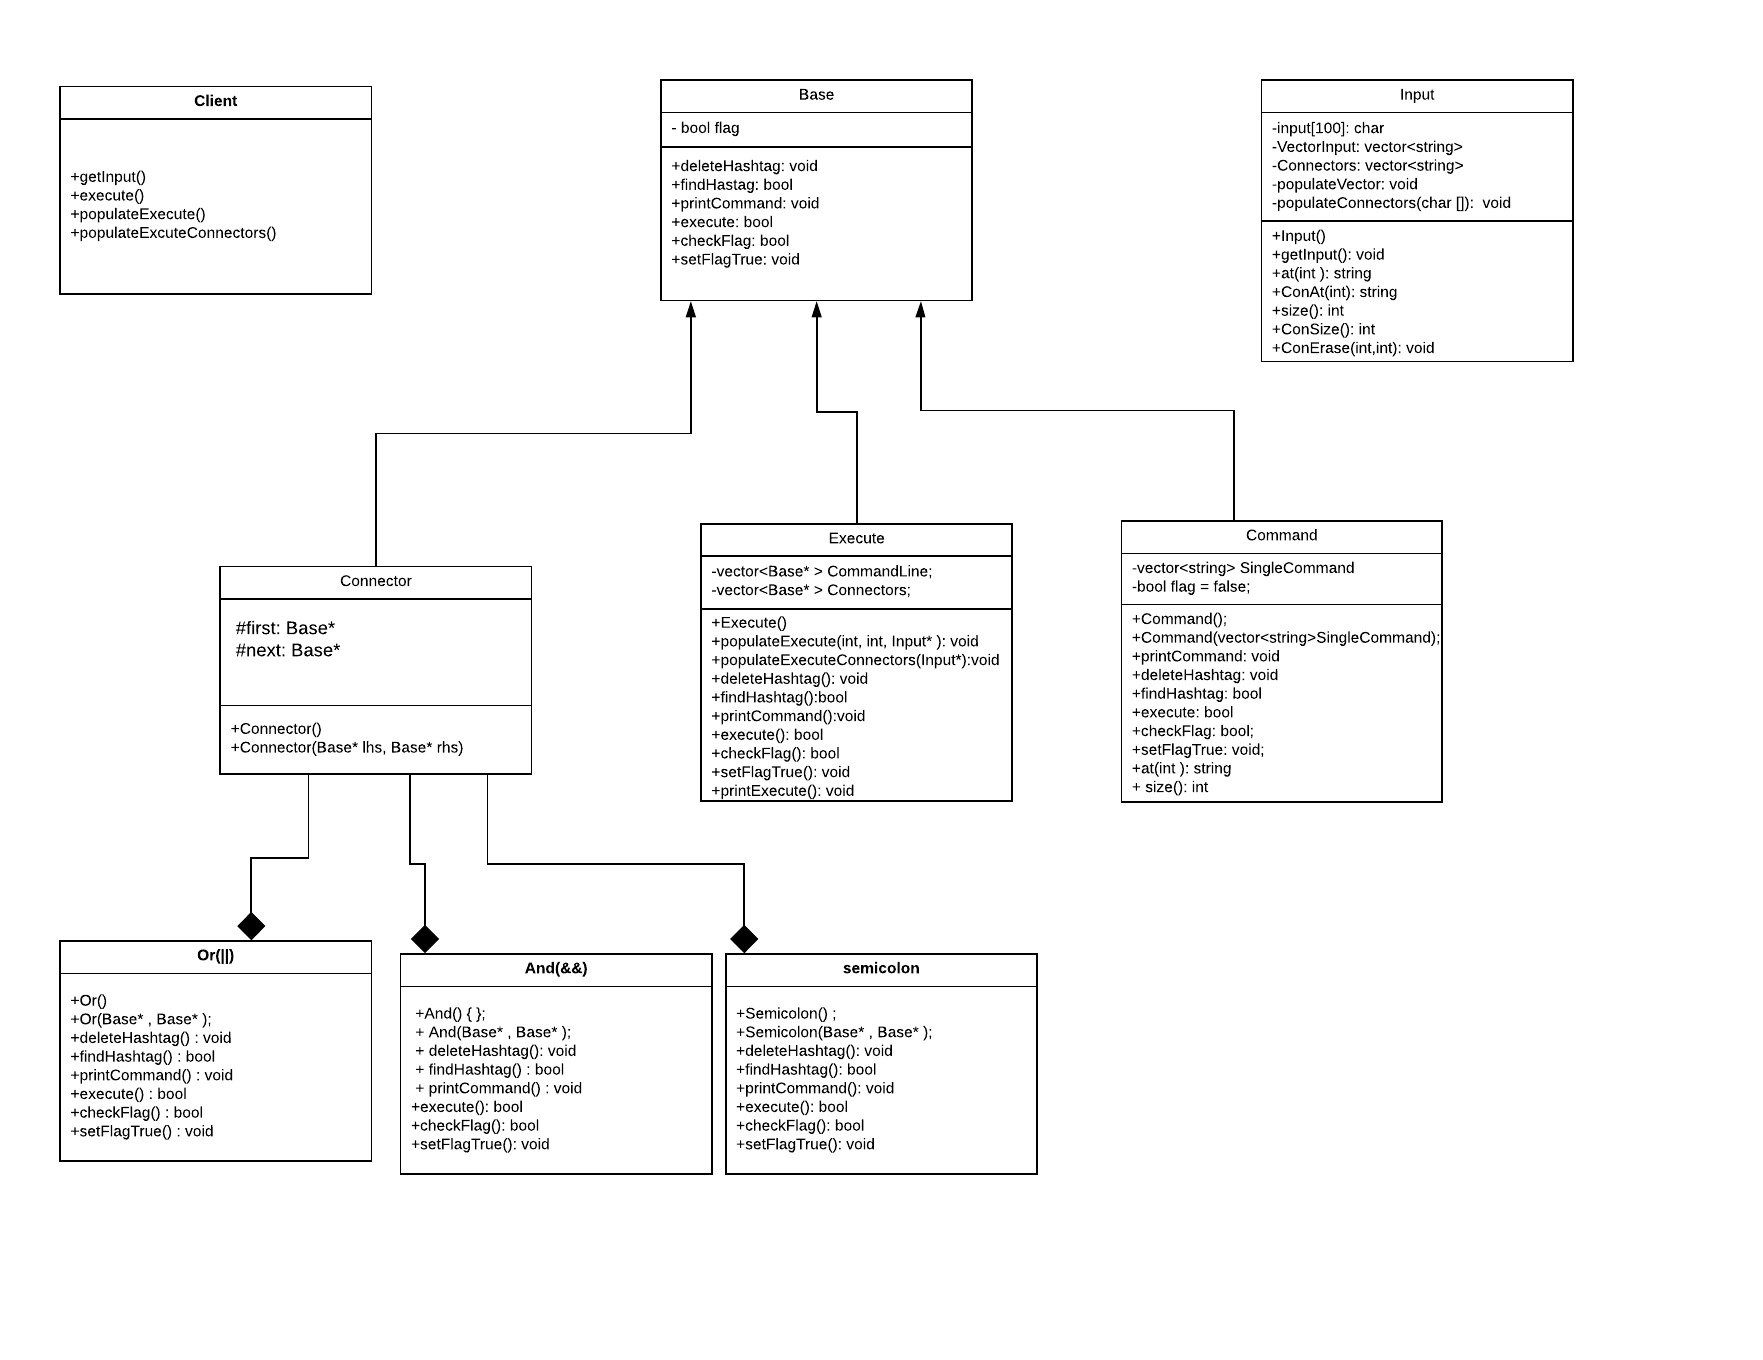 Client
+getInput()
+execute()
+populateExecute()
+populateExcuteConnectors()
Base
- bool flag
+deleteHashtag: void
+findHastag: bool
+printCommand: void
+execute: bool
+checkFlag: bool
+setFlagTrue: void
Input
-input[100]: char
-VectorInput: vector<string>
-Connectors: vector<string>
-populateVector: void
-populateConnectors(char []):  void
+Input()
+getInput(): void
+at(int ): string
+ConAt(int): string
+size(): int
+ConSize(): int
+ConErase(int,int): void
Connector
#first: Base*
#next: Base*
+Connector()
+Connector(Base* lhs, Base* rhs)
Execute
-vector<Base* > CommandLine;
-vector<Base* > Connectors;
+Execute()
+populateExecute(int, int, Input* ): void
+populateExecuteConnectors(Input*):void
+deleteHashtag(): void
+findHashtag():bool
+printCommand():void
+execute(): bool
+checkFlag(): bool
+setFlagTrue(): void
+printExecute(): void
Command
-vector<string> SingleCommand
-bool flag = false;
+Command();
+Command(vector<string>SingleCommand);
+printCommand: void
+deleteHashtag: void
+findHashtag: bool
+execute: bool
+checkFlag: bool;
+setFlagTrue: void;
+at(int ): string
+ size(): int
Or(||)
+Or()
+Or(Base* , Base* );
+deleteHashtag() : void
+findHashtag() : bool
+printCommand() : void
+execute() : bool
+checkFlag() : bool
+setFlagTrue() : void
And(&&)
+And() { };
+ And(Base* , Base* );
+ deleteHashtag(): void
+ findHashtag() : bool
+ printCommand() : void
+execute(): bool
+checkFlag(): bool
+setFlagTrue(): void
semicolon
+Semicolon() ;
+Semicolon(Base* , Base* );
+deleteHashtag(): void
+findHashtag(): bool
+printCommand(): void
+execute(): bool
+checkFlag(): bool
+setFlagTrue(): void